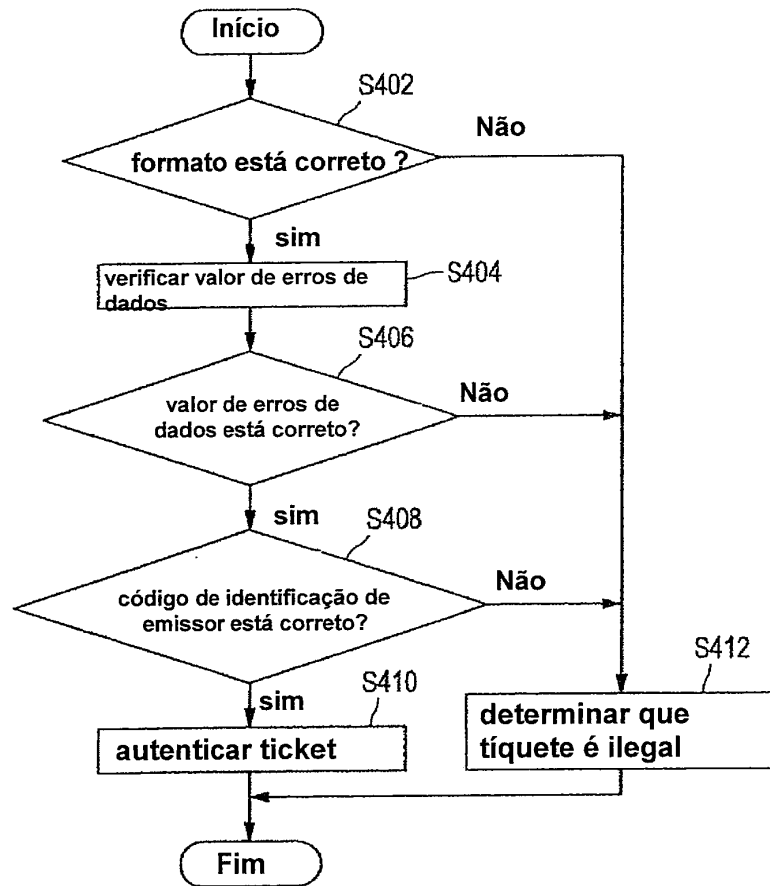 Início
S402
Não
formato está correto ?
sim
verificar valor de erros de
dados
S404
S406
Não
valor de erros de
dados está correto?
sim
S408
Não
código de identificação de
emissor está correto?
sim
S410
autenticar ticket
S412
determinar que
tíquete é ilegal
Fim